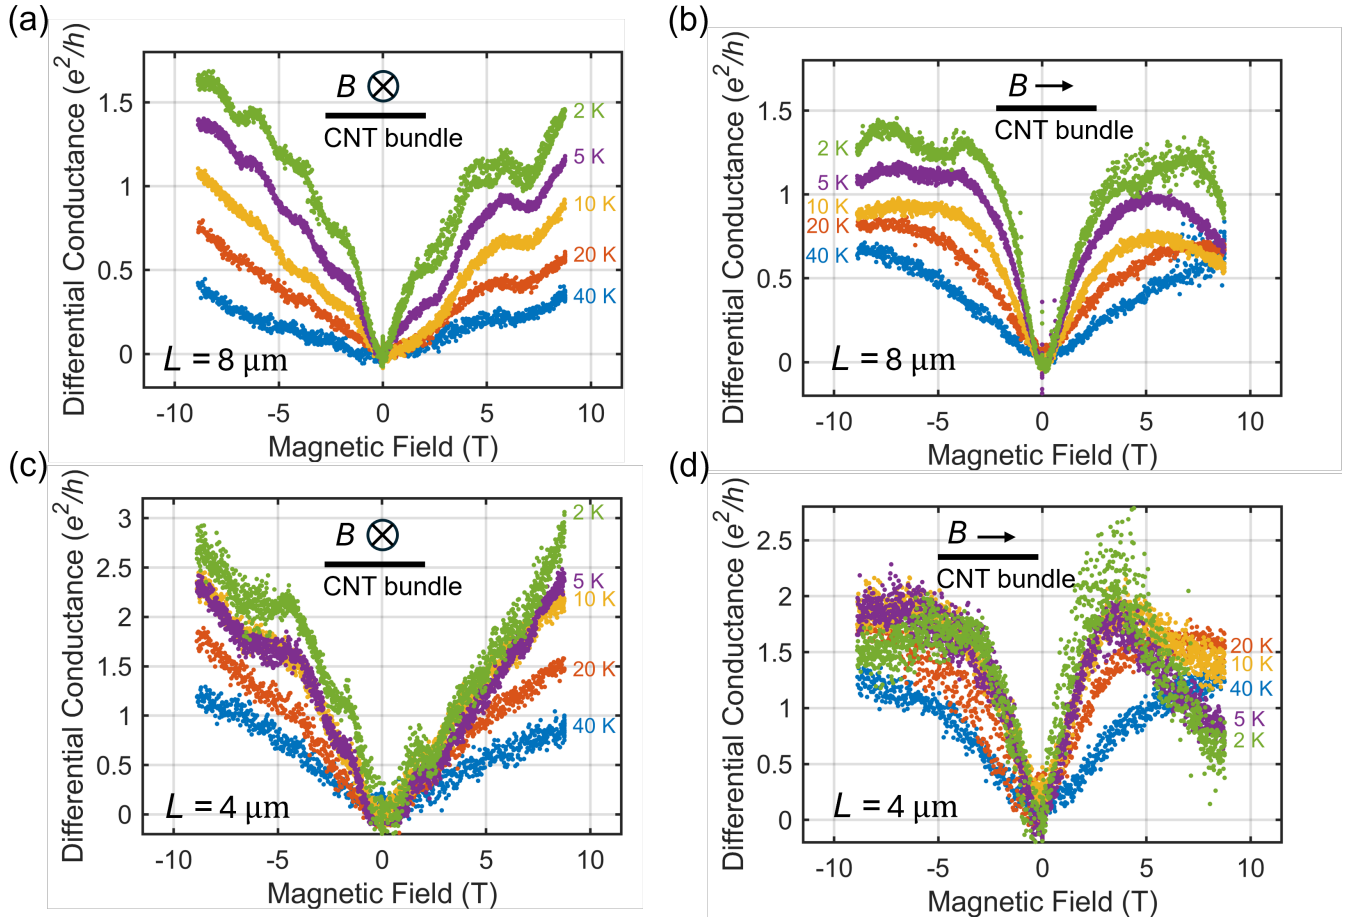 (a)
Differential Conductance (e²/h)
1.5
1
0.5
0
B
CNT bundle
2 K
5 K
10 K
20 K
40 K
L = 8 μm
-10 -5 0 5 10
Magnetic Field (T)
(b)
Differential Conductance (e²/h)
1.5
1
0.5
0
B
CNT bundle
2 K
5 K
10 K
20 K
40 K
L = 8 μm
-10 -5 0 5 10
Magnetic Field (T)
(c)
Differential Conductance (e²/h)
3
2.5
2
1.5
1
0.5
0
B
CNT bundle
2 K
5 K
10 K
20 K
40 K
L = 4 μm
-10 -5 0 5 10
Magnetic Field (T)
(d)
Differential Conductance (e²/h)
2.5
2
1.5
1
0.5
0
B
CNT bundle
20 K
10 K
40 K
5 K
2 K
L = 4 μm
-10 -5 0 5 10
Magnetic Field (T)